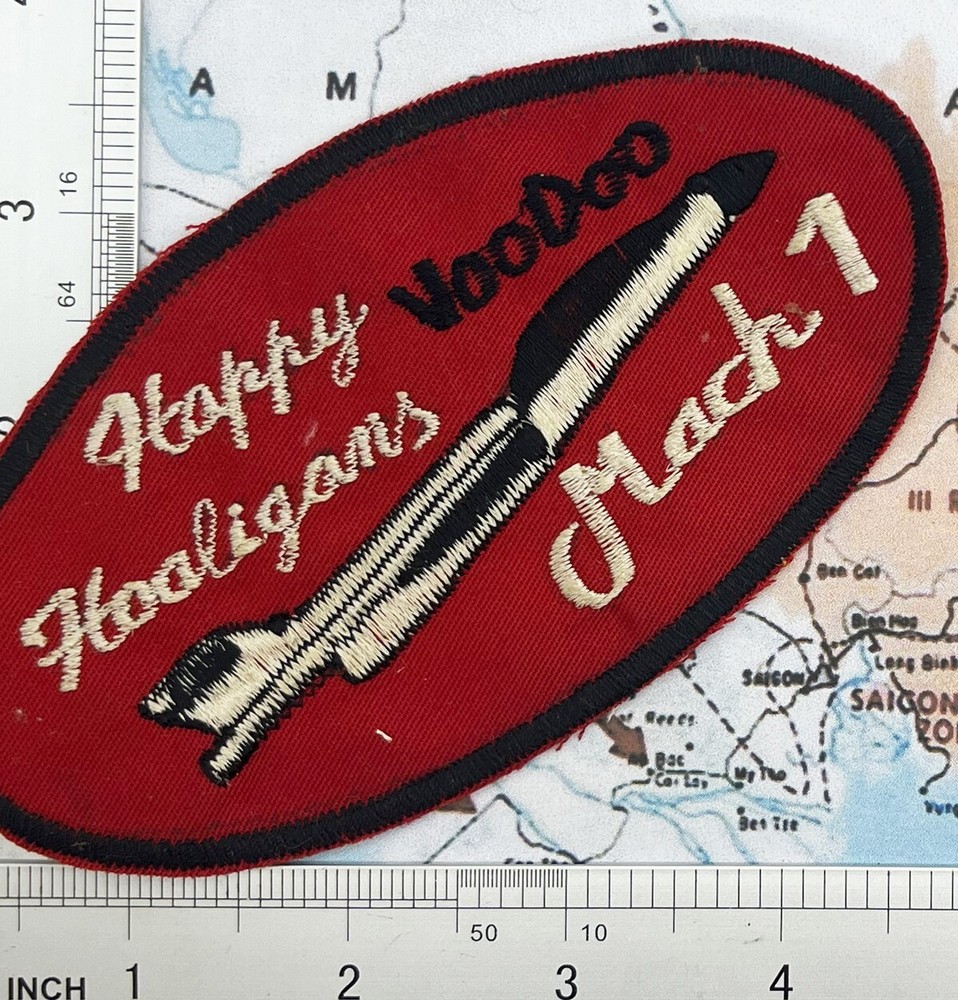 A M
VooDoo
Happy
Hooligans
Mach 1
3
16
64
III
Ben Cat
Bien Hoa
Long Binh
SAIGON
SAIGON
My Tho
Ben Tre
50 10
INCH 1 2 3 4